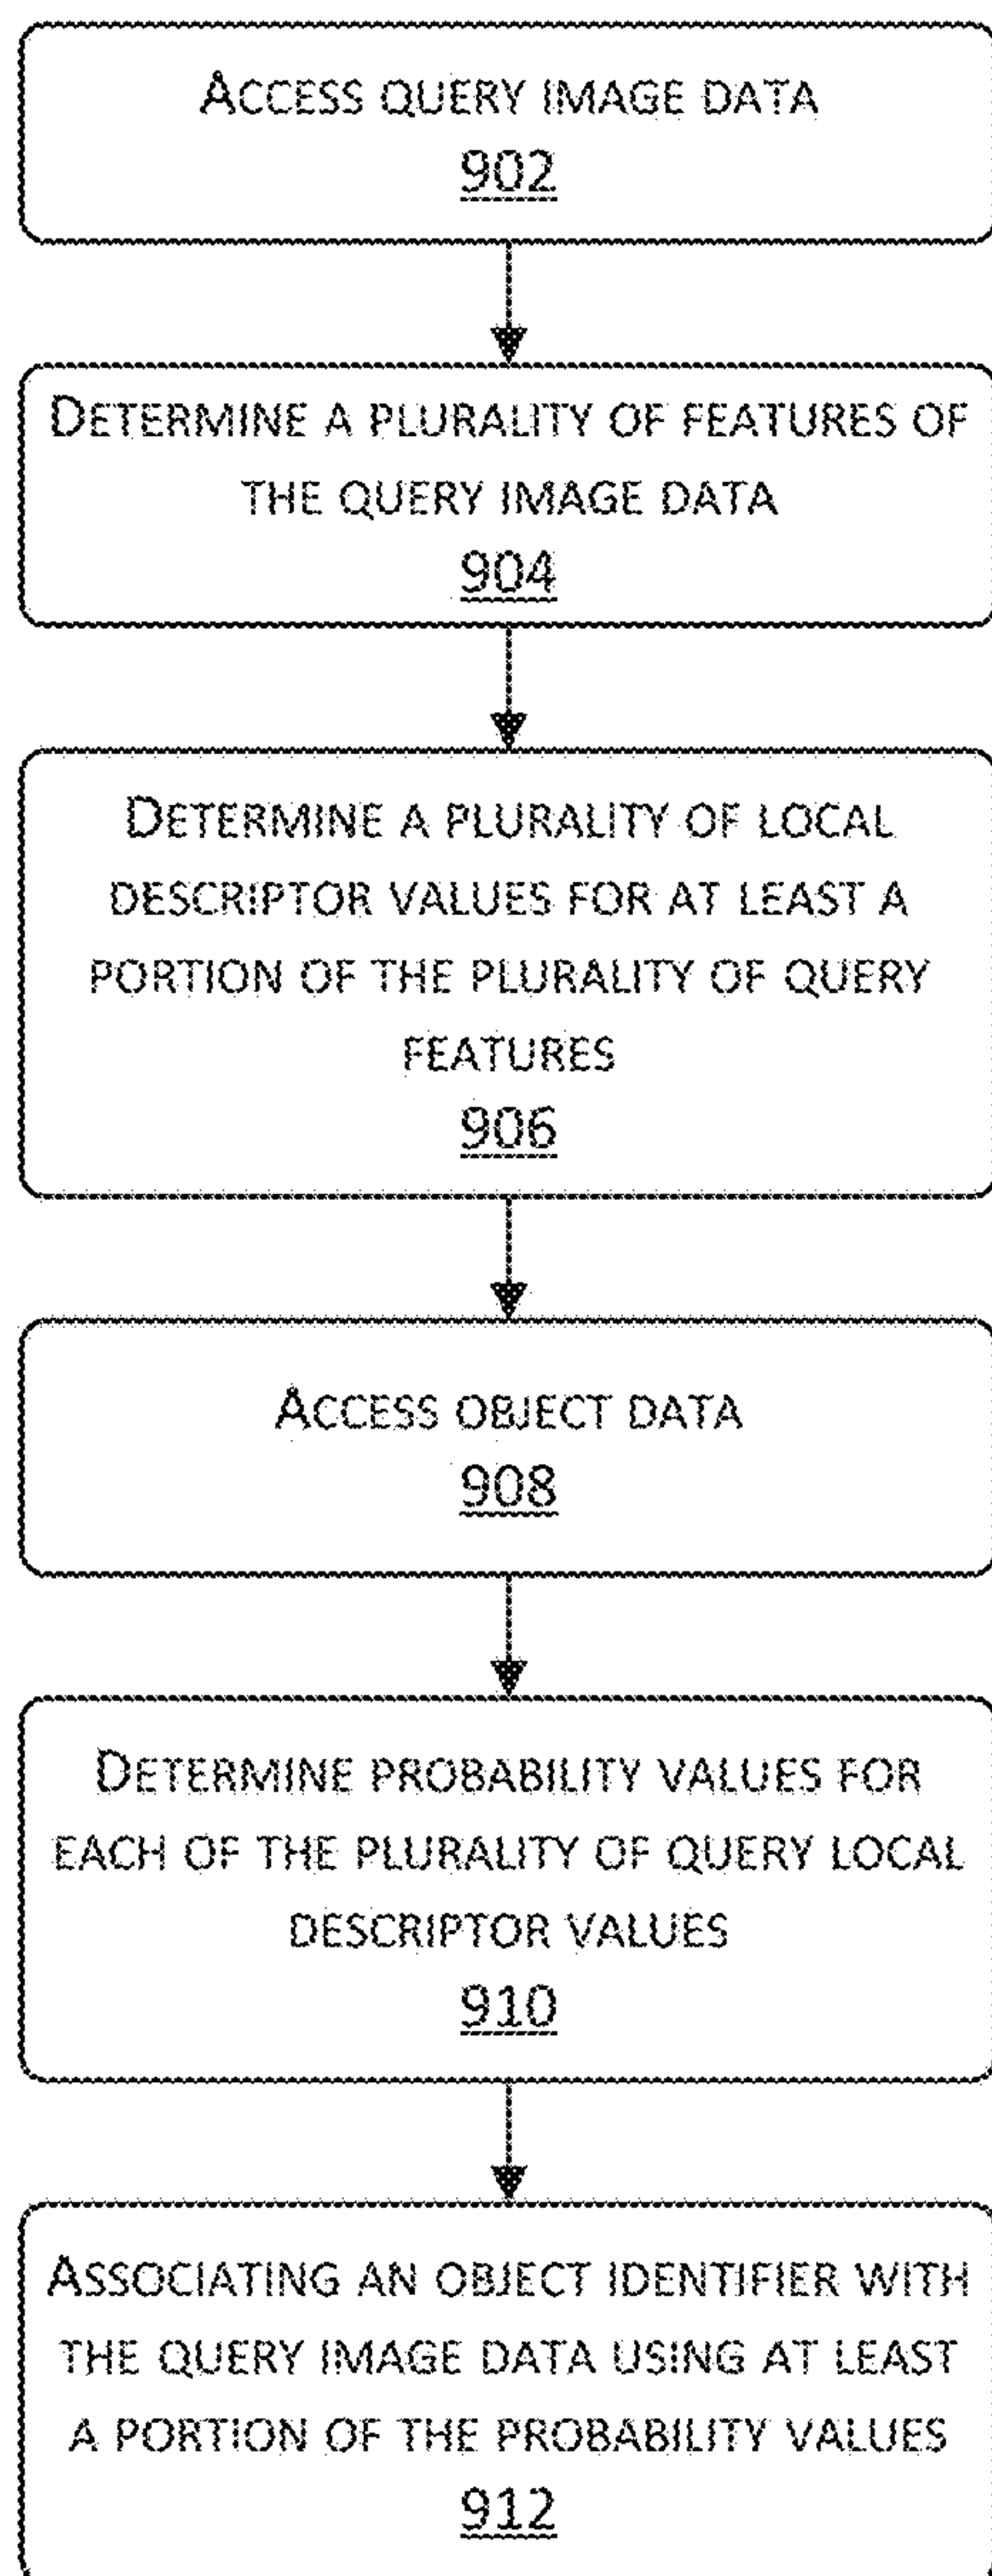 ACCESS QUERY IMAGE DATA
902
DETERMINE A PLURALITY OF FEATURES OF
THE QUERY IMAGE DATA
904
DETERMINE A PLURALITY OF LOCAL
DESCRIPTOR VALUES FOR AT LEAST A
PORTION OF THE PLURALITY OF QUERY
FEATURES
906
ACCESS OBJECT DATA
908
DETERMINE PROBABILITY VALUES FOR
EACH OF THE PLURALITY OF QUERY LOCAL
DESCRIPTOR VALUES
910
ASSOCIATING AN OBJECT IDENTIFIER WITH
THE QUERY IMAGE DATA USING AT LEAST
A PORTION OF THE PROBABILITY VALUES
912